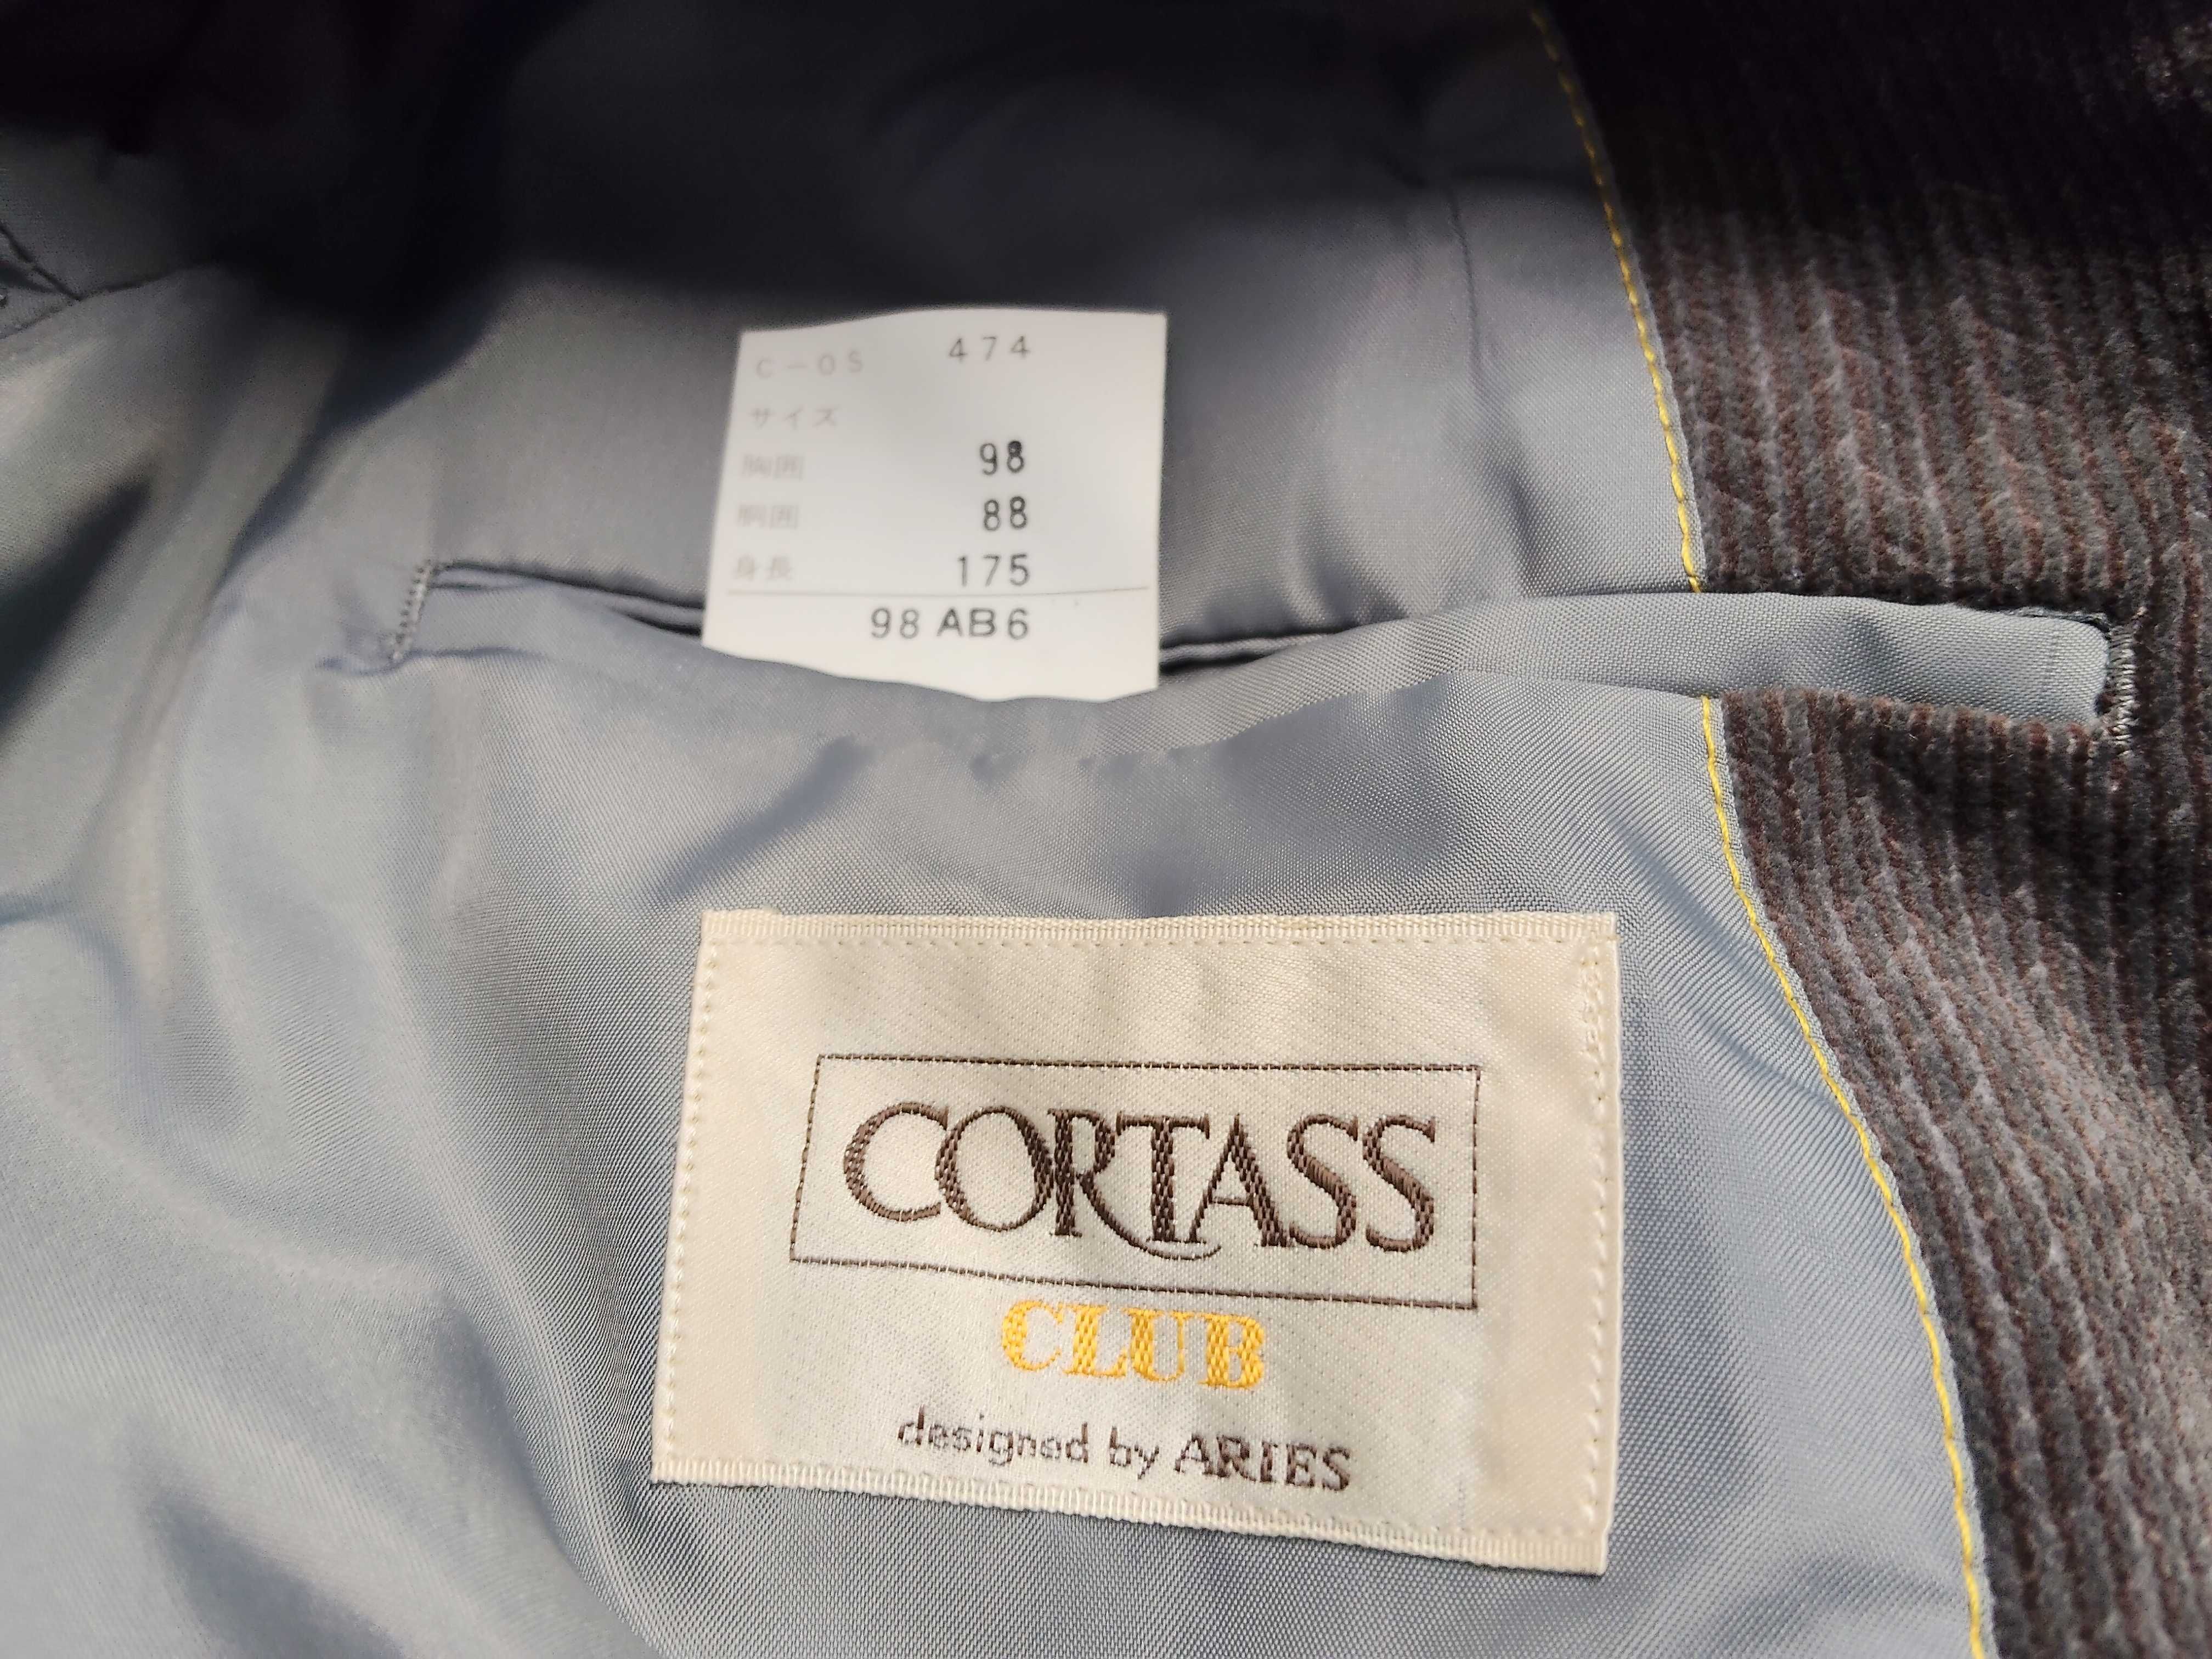 C－0S 474
サイズ
胸囲 98
胴囲 88
身長 175
98 AB6
CORTASS
CLUB
designed by ARIES